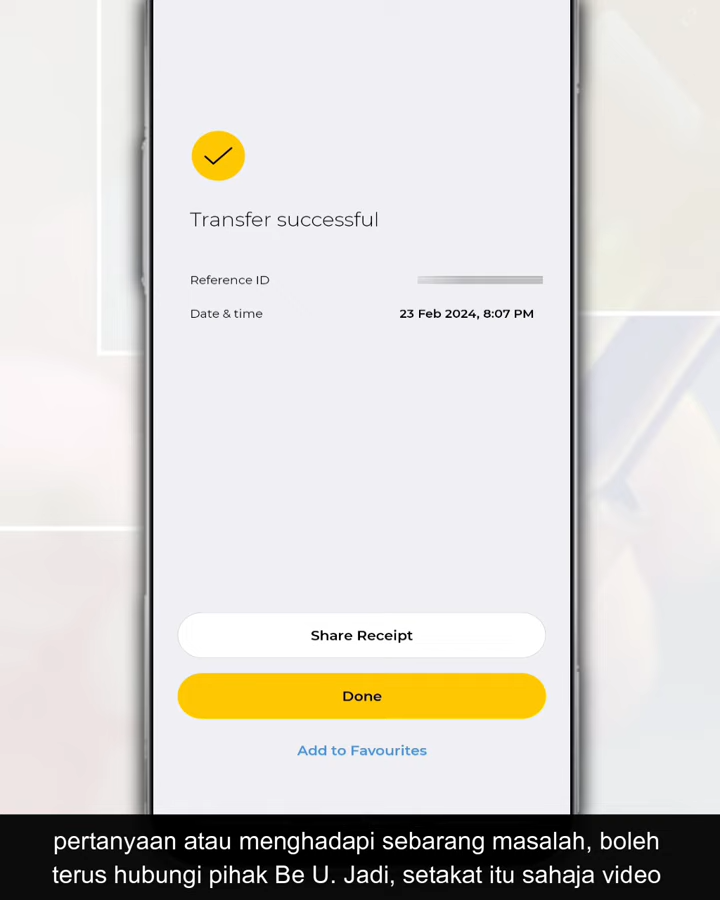 Transfer successful
Reference ID
Date & time 23 Feb 2024, 8:07 PM
Share Receipt
Done
Add to Favourites
pertanyaan atau menghadapi sebarang masalah, boleh
terus hubungi pihak Be U. Jadi, setakat itu sahaja video